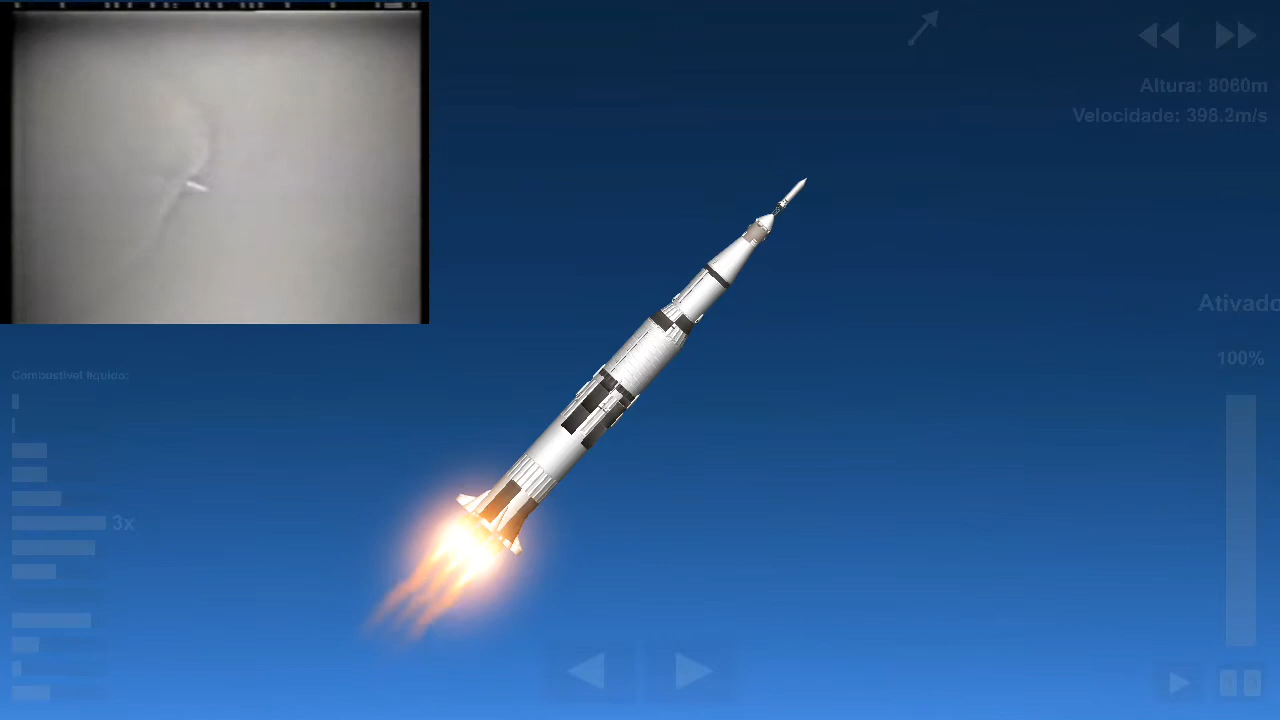 Altura: 8060m
Velocidade: 398.2m/s
Ativado
100%
Combustível líquido:
3x